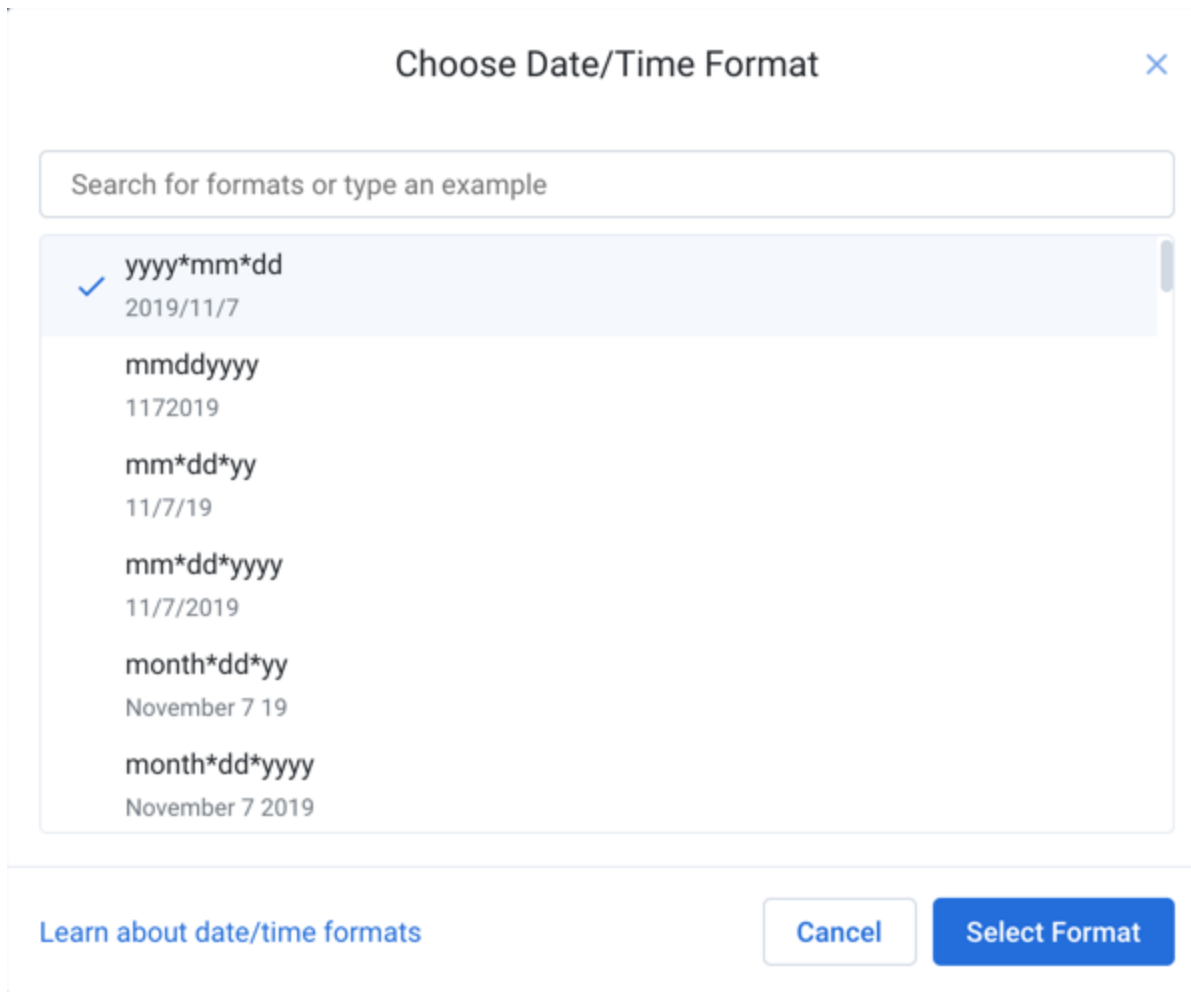 Choose Date/Time Format
Search for formats or type an example
yyyy*mm*dd
2019/11/7
mmddyyyy
1172019
mm*dd*yy
11/7/19
mm*dd*yyyy
11/7/2019
month*dd*yy
November 7 19
month*dd*yyyy
November 7 2019
Learn about date/time formats
Cancel
Select Format